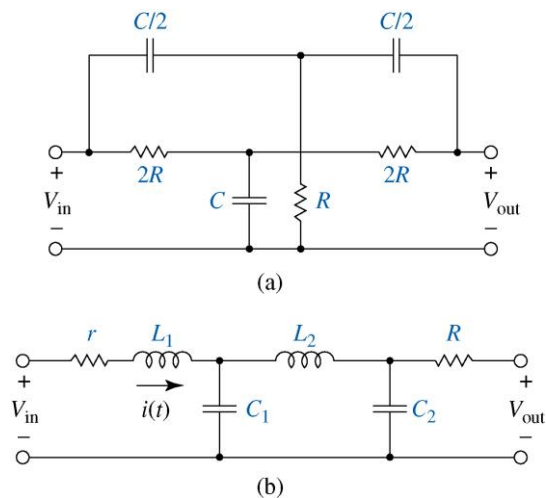 C/2 C/2
2R 2R
+ +
V_in C R V_out
− −
(a)
r L_1 L_2 R
+ +
V_in i(t) C_1 C_2 V_out
− −
(b)